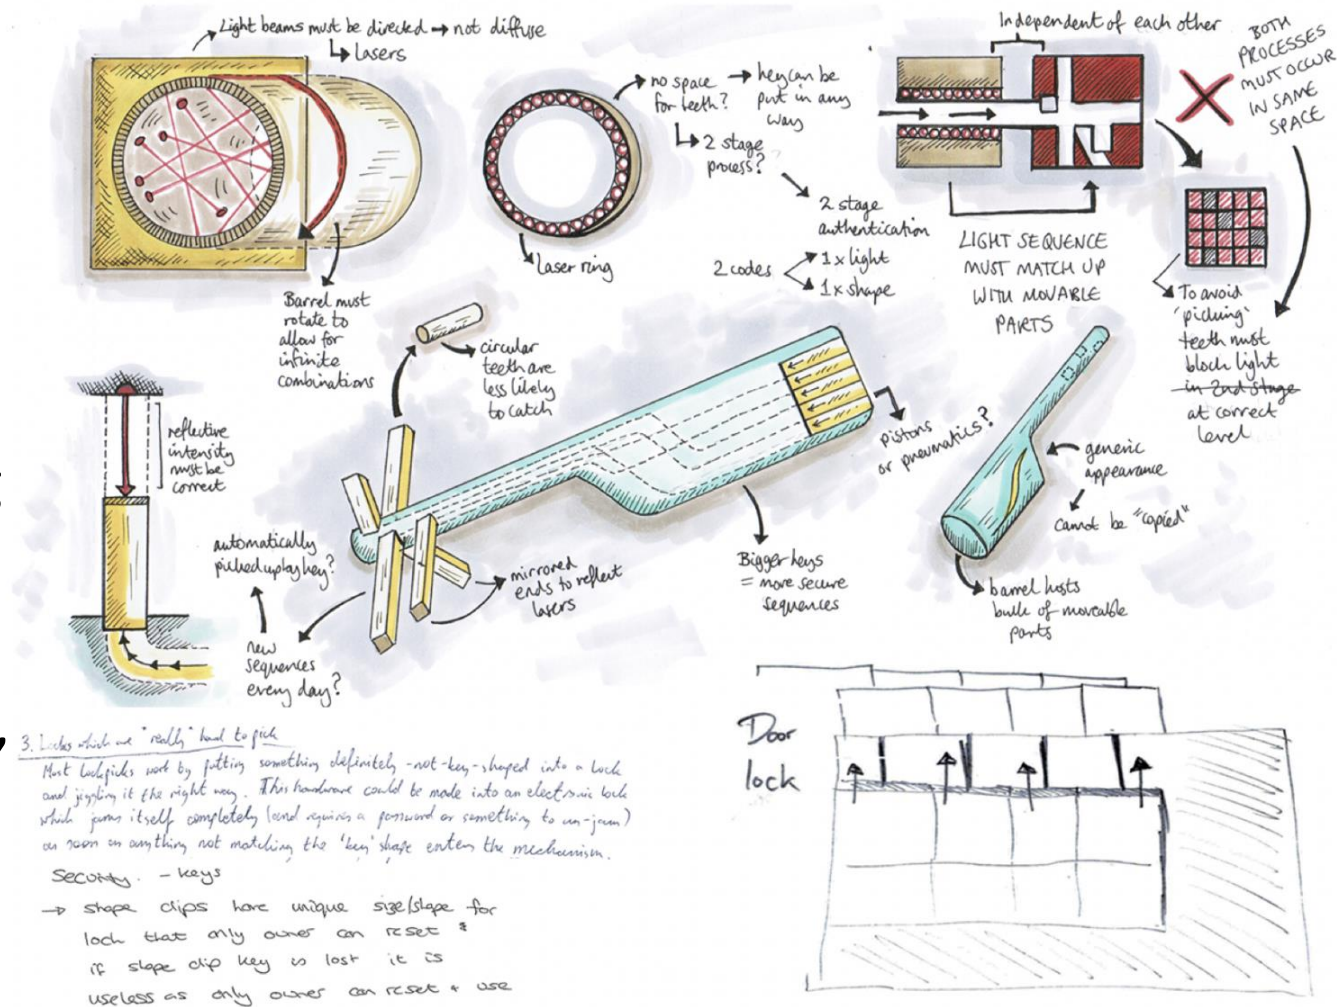 Light beams must be directed → not diffuse
↳ lasers
Barrel must
rotate to
allow for
infinite
combinations
laser ring
no space
for teeth?
→ key can be
put in any
way
↳ 2 stage
process?
2 stage
authentication
2 codes
1 x light
1 x shape
Independent of each other
LIGHT SEQUENCE
MUST MATCH UP
WITH MOVABLE
PARTS
BOTH
PROCESSES
MUST OCCUR
IN SAME
SPACE
To avoid
'picking'
teeth must
block light
in 2nd stage
at correct
level
reflective
intensity
must be
correct
circular
teeth are
less likely
to catch
automatically
picked up by key?
new
sequences
every day?
mirrored
ends to reflect
lasers
Bigger keys
= more secure
sequences
pistons
or pneumatics?
generic
appearance
cannot be "copied"
barrel hosts
bulk of moveable
parts
3. Locks which are "really" hard to pick
Most lockpicks work by putting something definitely-not-key-shaped into a lock
and jiggling it the right way. This hardware could be made into an electronic lock
which jams itself completely (and requires a password or something to un-jam)
as soon as anything not matching the 'key' shape enters the mechanism.
Security. - keys
→ shape clips have unique size/shape for
lock that only owner can reset &
if shape clip key is lost it is
useless as only owner can reset & use
Door
lock